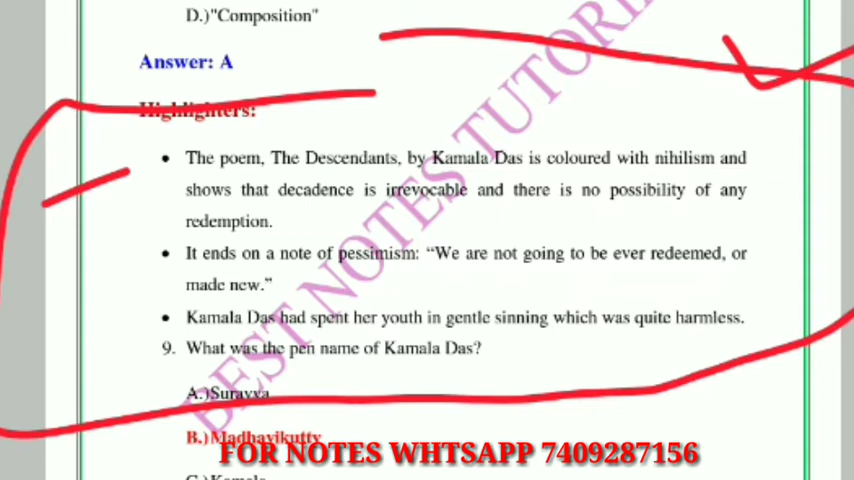 D.)"Composition"
Answer: A
Highlighters:
• The poem, The Descendants, by Kamala Das is coloured with nihilism and
shows that decadence is irrevocable and there is no possibility of any
redemption.
• It ends on a note of pessimism: “We are not going to be ever redeemed, or
made new.”
• Kamala Das had spent her youth in gentle sinning which was quite harmless.
9. What was the pen name of Kamala Das?
A.)Surayya
B.)Madhavikutty
FOR NOTES WHTSAPP 7409287156
C.)Kamala
BEST NOTES TUTORI